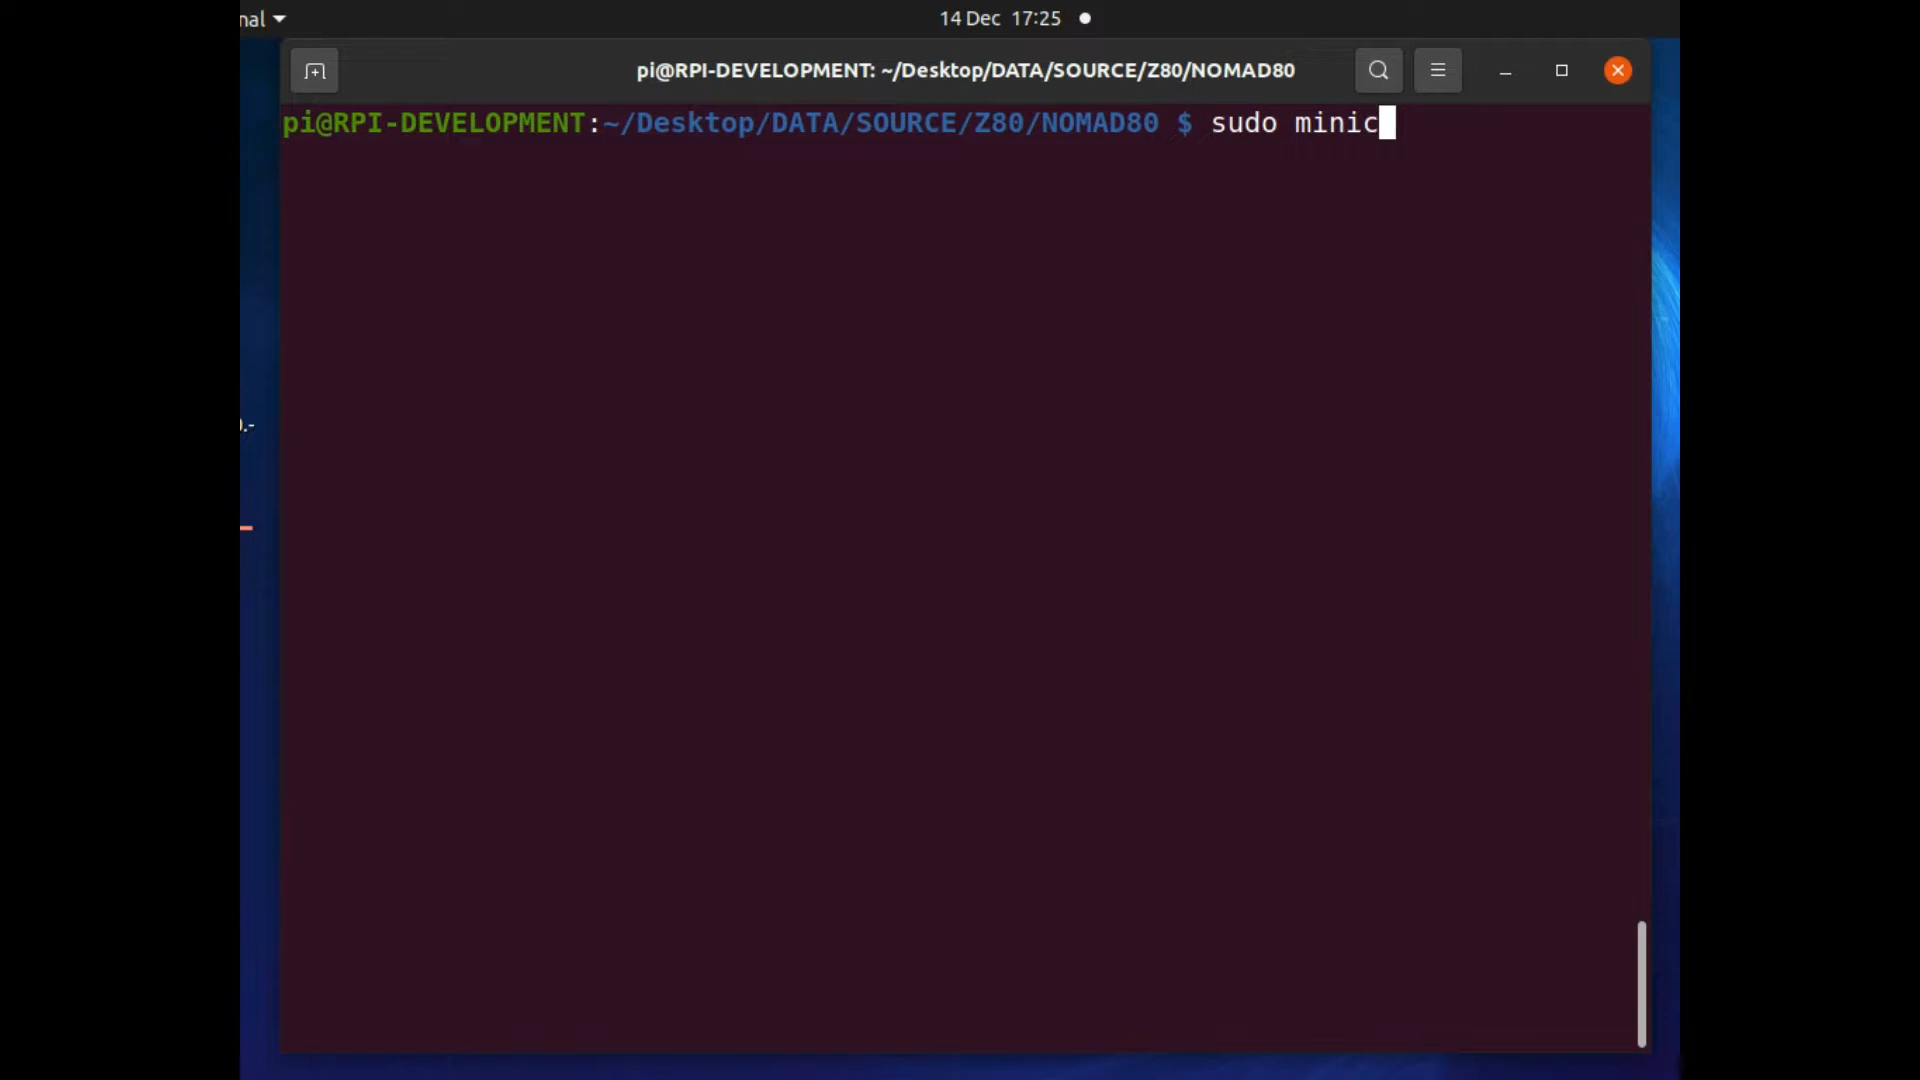 nal
14 Dec 17:25
pi@RPI-DEVELOPMENT: ~/Desktop/DATA/SOURCE/Z80/NOMAD80
pi@RPI-DEVELOPMENT:~/Desktop/DATA/SOURCE/Z80/NOMAD80 $ sudo minic